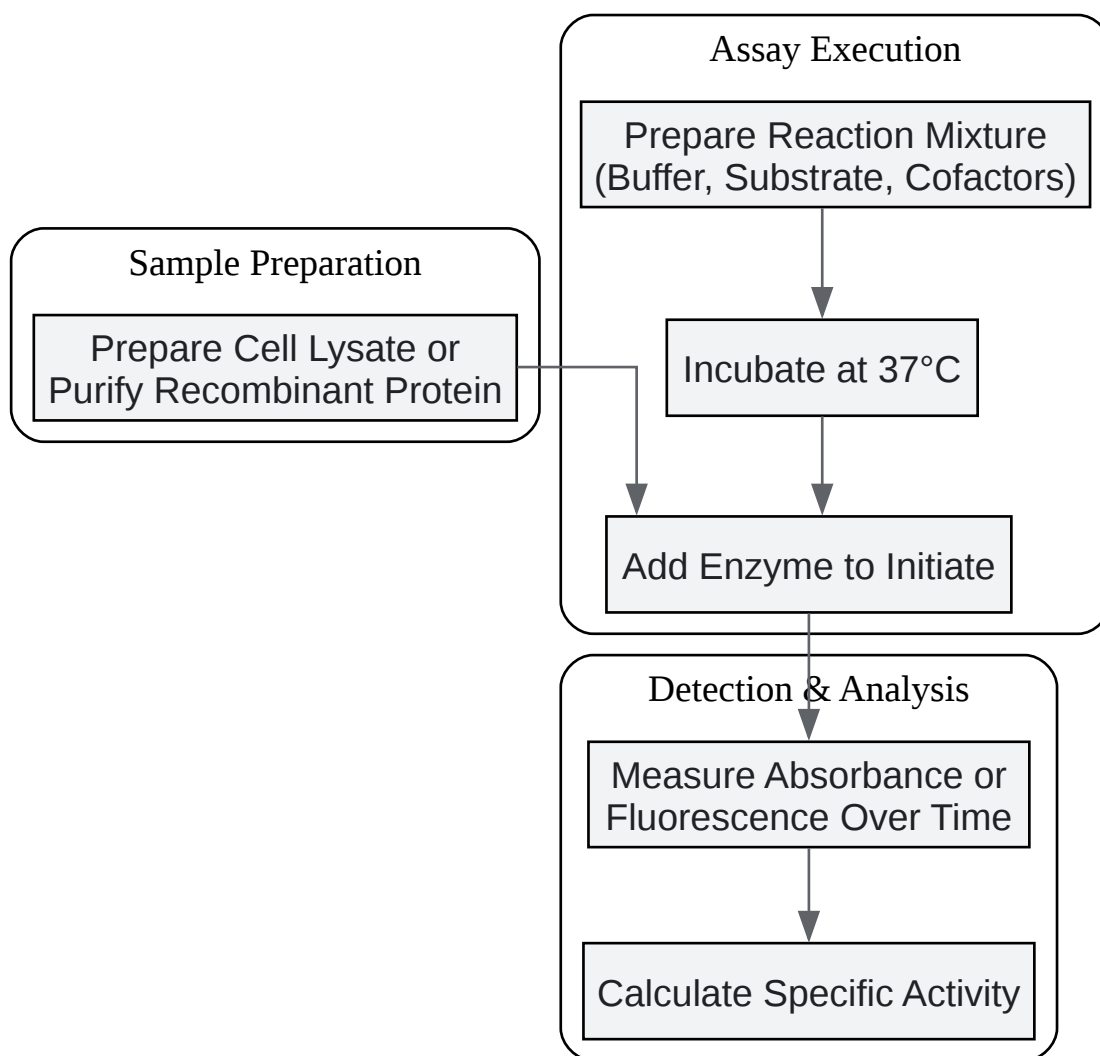 Assay Execution
Prepare Reaction Mixture
(Buffer, Substrate, Cofactors)
Sample Preparation
Prepare Cell Lysate or
Purify Recombinant Protein
Incubate at 37°C
Add Enzyme to Initiate
Detection & Analysis
Measure Absorbance or
Fluorescence Over Time
Calculate Specific Activity